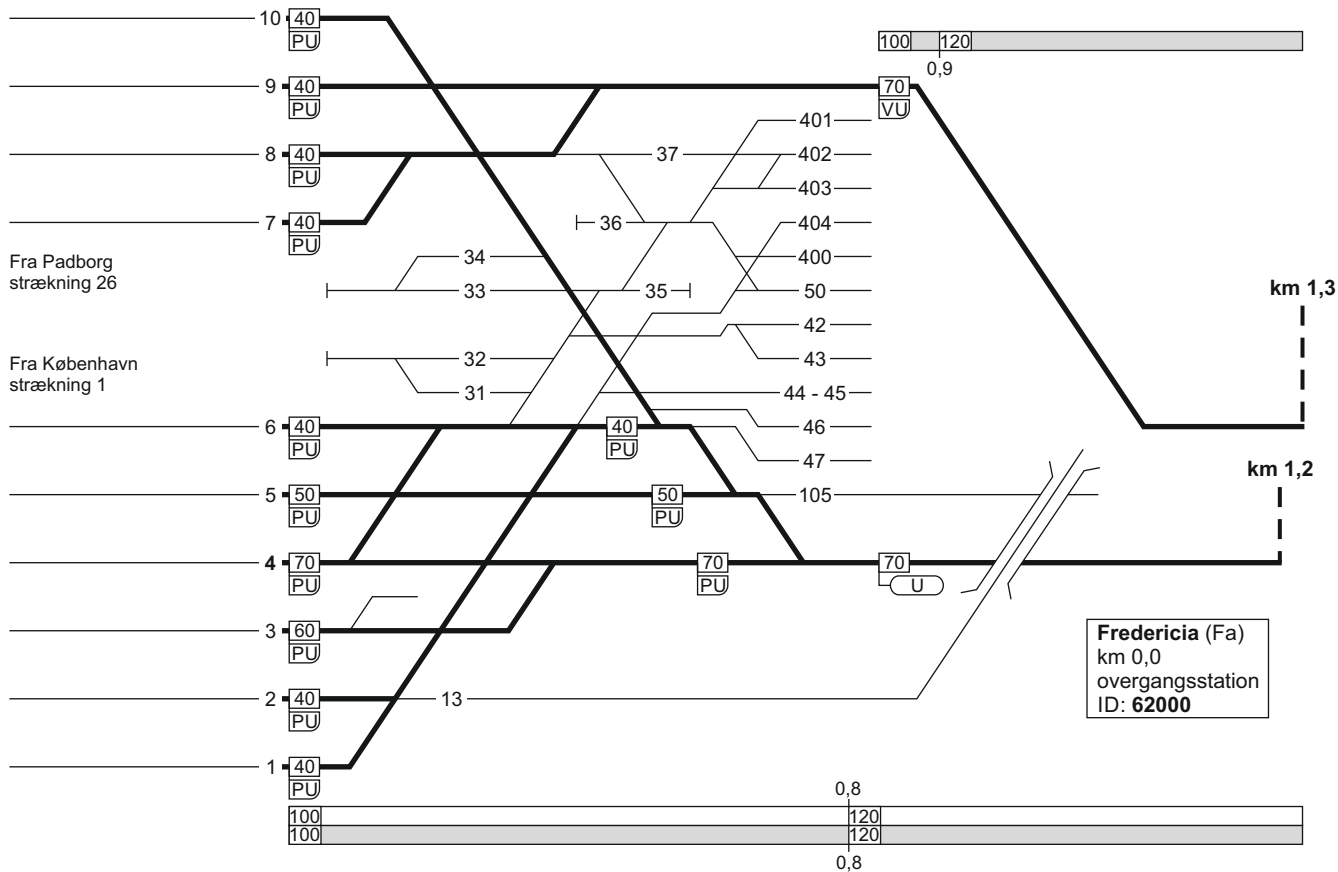 10 40
PU
100 120
0,9
9 40
PU
70
VU
401
8 40
PU
37
402
403
7 40
PU
36
404
Fra Padborg
strækning 26
34
400
33
35
50
km 1,3
42
Fra København
strækning 1
32
43
31
44 - 45
6 40
PU
40
PU
46
47
km 1,2
5 50
PU
50
PU
105
4 70
PU
70
PU
70
U
3 60
PU
Fredericia (Fa)
km 0,0
overgangsstation
ID: 62000
2 40
PU
13
1 40
PU
0,8
100 120
100 120
0,8